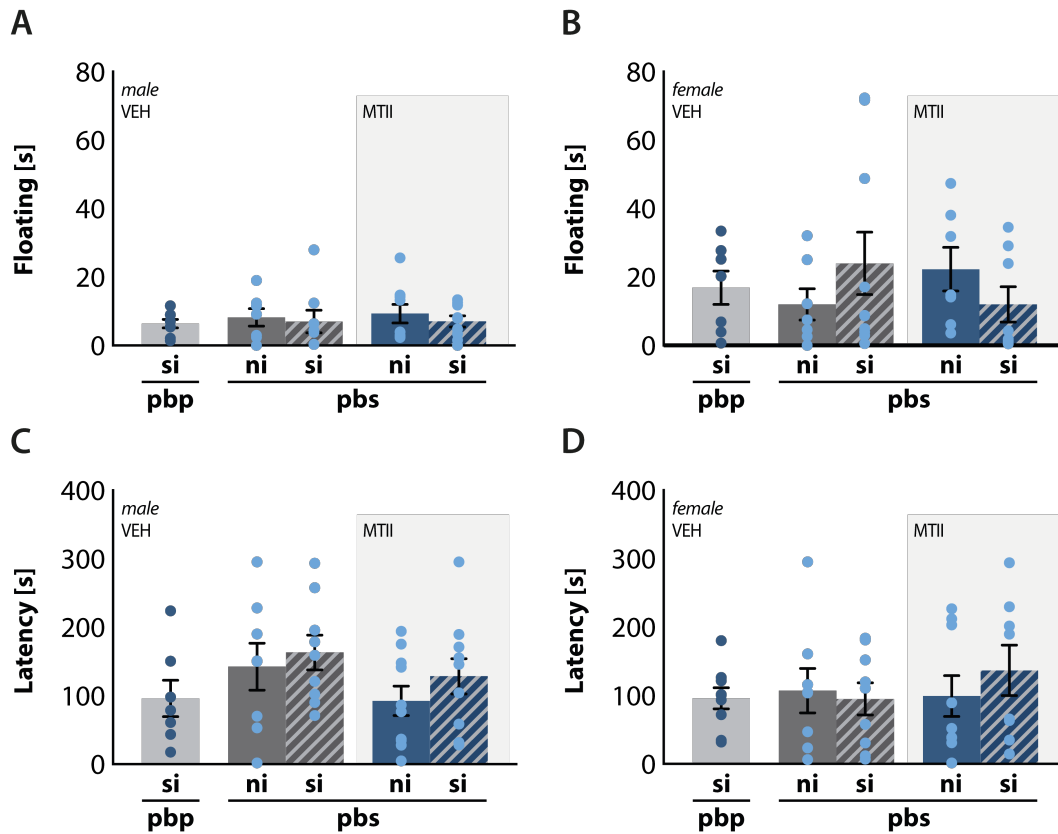 A
Floating [s]
80
60
40
20
0
male
VEH
MTII
si
ni
si
ni
si
pbp
pbs
B
Floating [s]
80
60
40
20
0
female
VEH
MTII
si
ni
si
ni
si
pbp
pbs
C
Latency [s]
400
300
200
100
0
male
VEH
MTII
si
ni
si
ni
si
pbp
pbs
D
Latency [s]
400
300
200
100
0
female
VEH
MTII
si
ni
si
ni
si
pbp
pbs